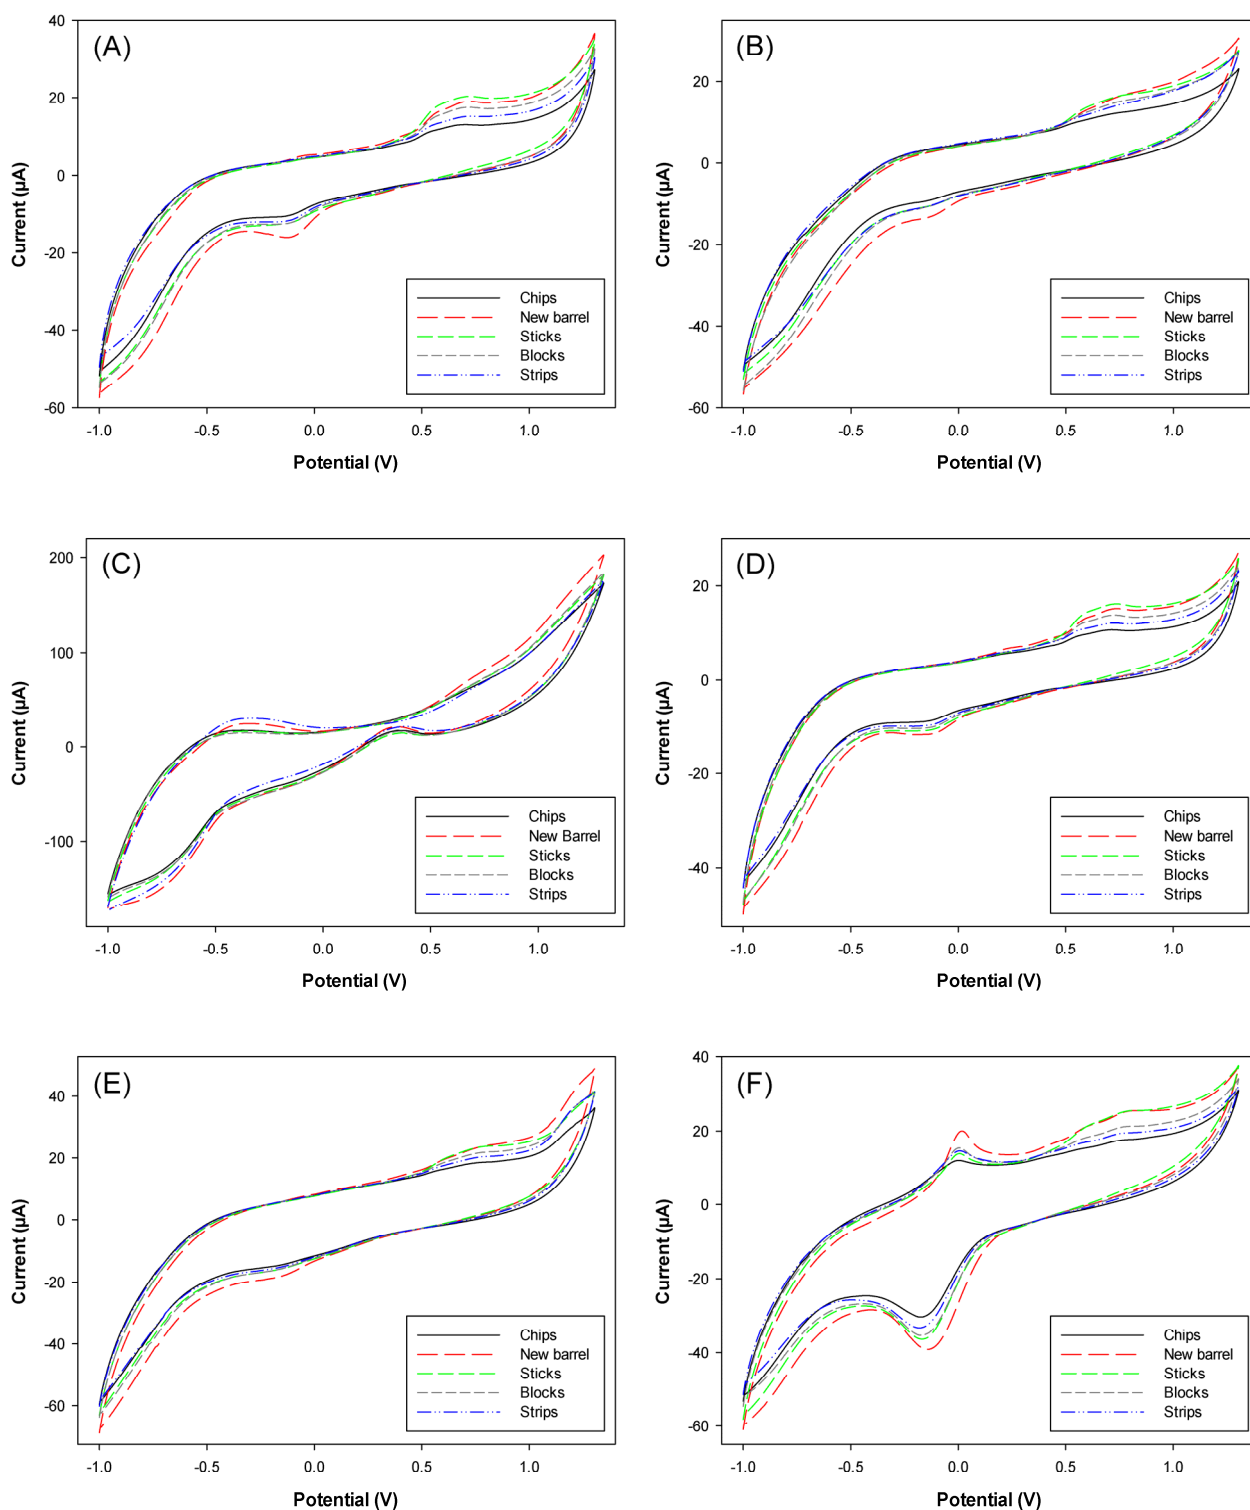 (A)
40
20
0
-20
-40
-60
Current (µA)
-1.0 -0.5 0.0 0.5 1.0
Potential (V)
Chips
New barrel
Sticks
Blocks
Strips
(B)
20
0
-20
-40
-60
Current (µA)
-1.0 -0.5 0.0 0.5 1.0
Potential (V)
Chips
New barrel
Sticks
Blocks
Strips
(C)
200
100
0
-100
Current (µA)
-1.0 -0.5 0.0 0.5 1.0
Potential (V)
Chips
New Barrel
Sticks
Blocks
Strips
(D)
20
0
-20
-40
Current (µA)
-1.0 -0.5 0.0 0.5 1.0
Potential (V)
Chips
New barrel
Sticks
Blocks
Strips
(E)
40
20
0
-20
-40
-60
Current (µA)
-1.0 -0.5 0.0 0.5 1.0
Potential (V)
Chips
New barrel
Sticks
Blocks
Strips
(F)
40
20
0
-20
-40
-60
Current (µA)
-1.0 -0.5 0.0 0.5 1.0
Potential (V)
Chips
New barrel
Sticks
Blocks
Strips